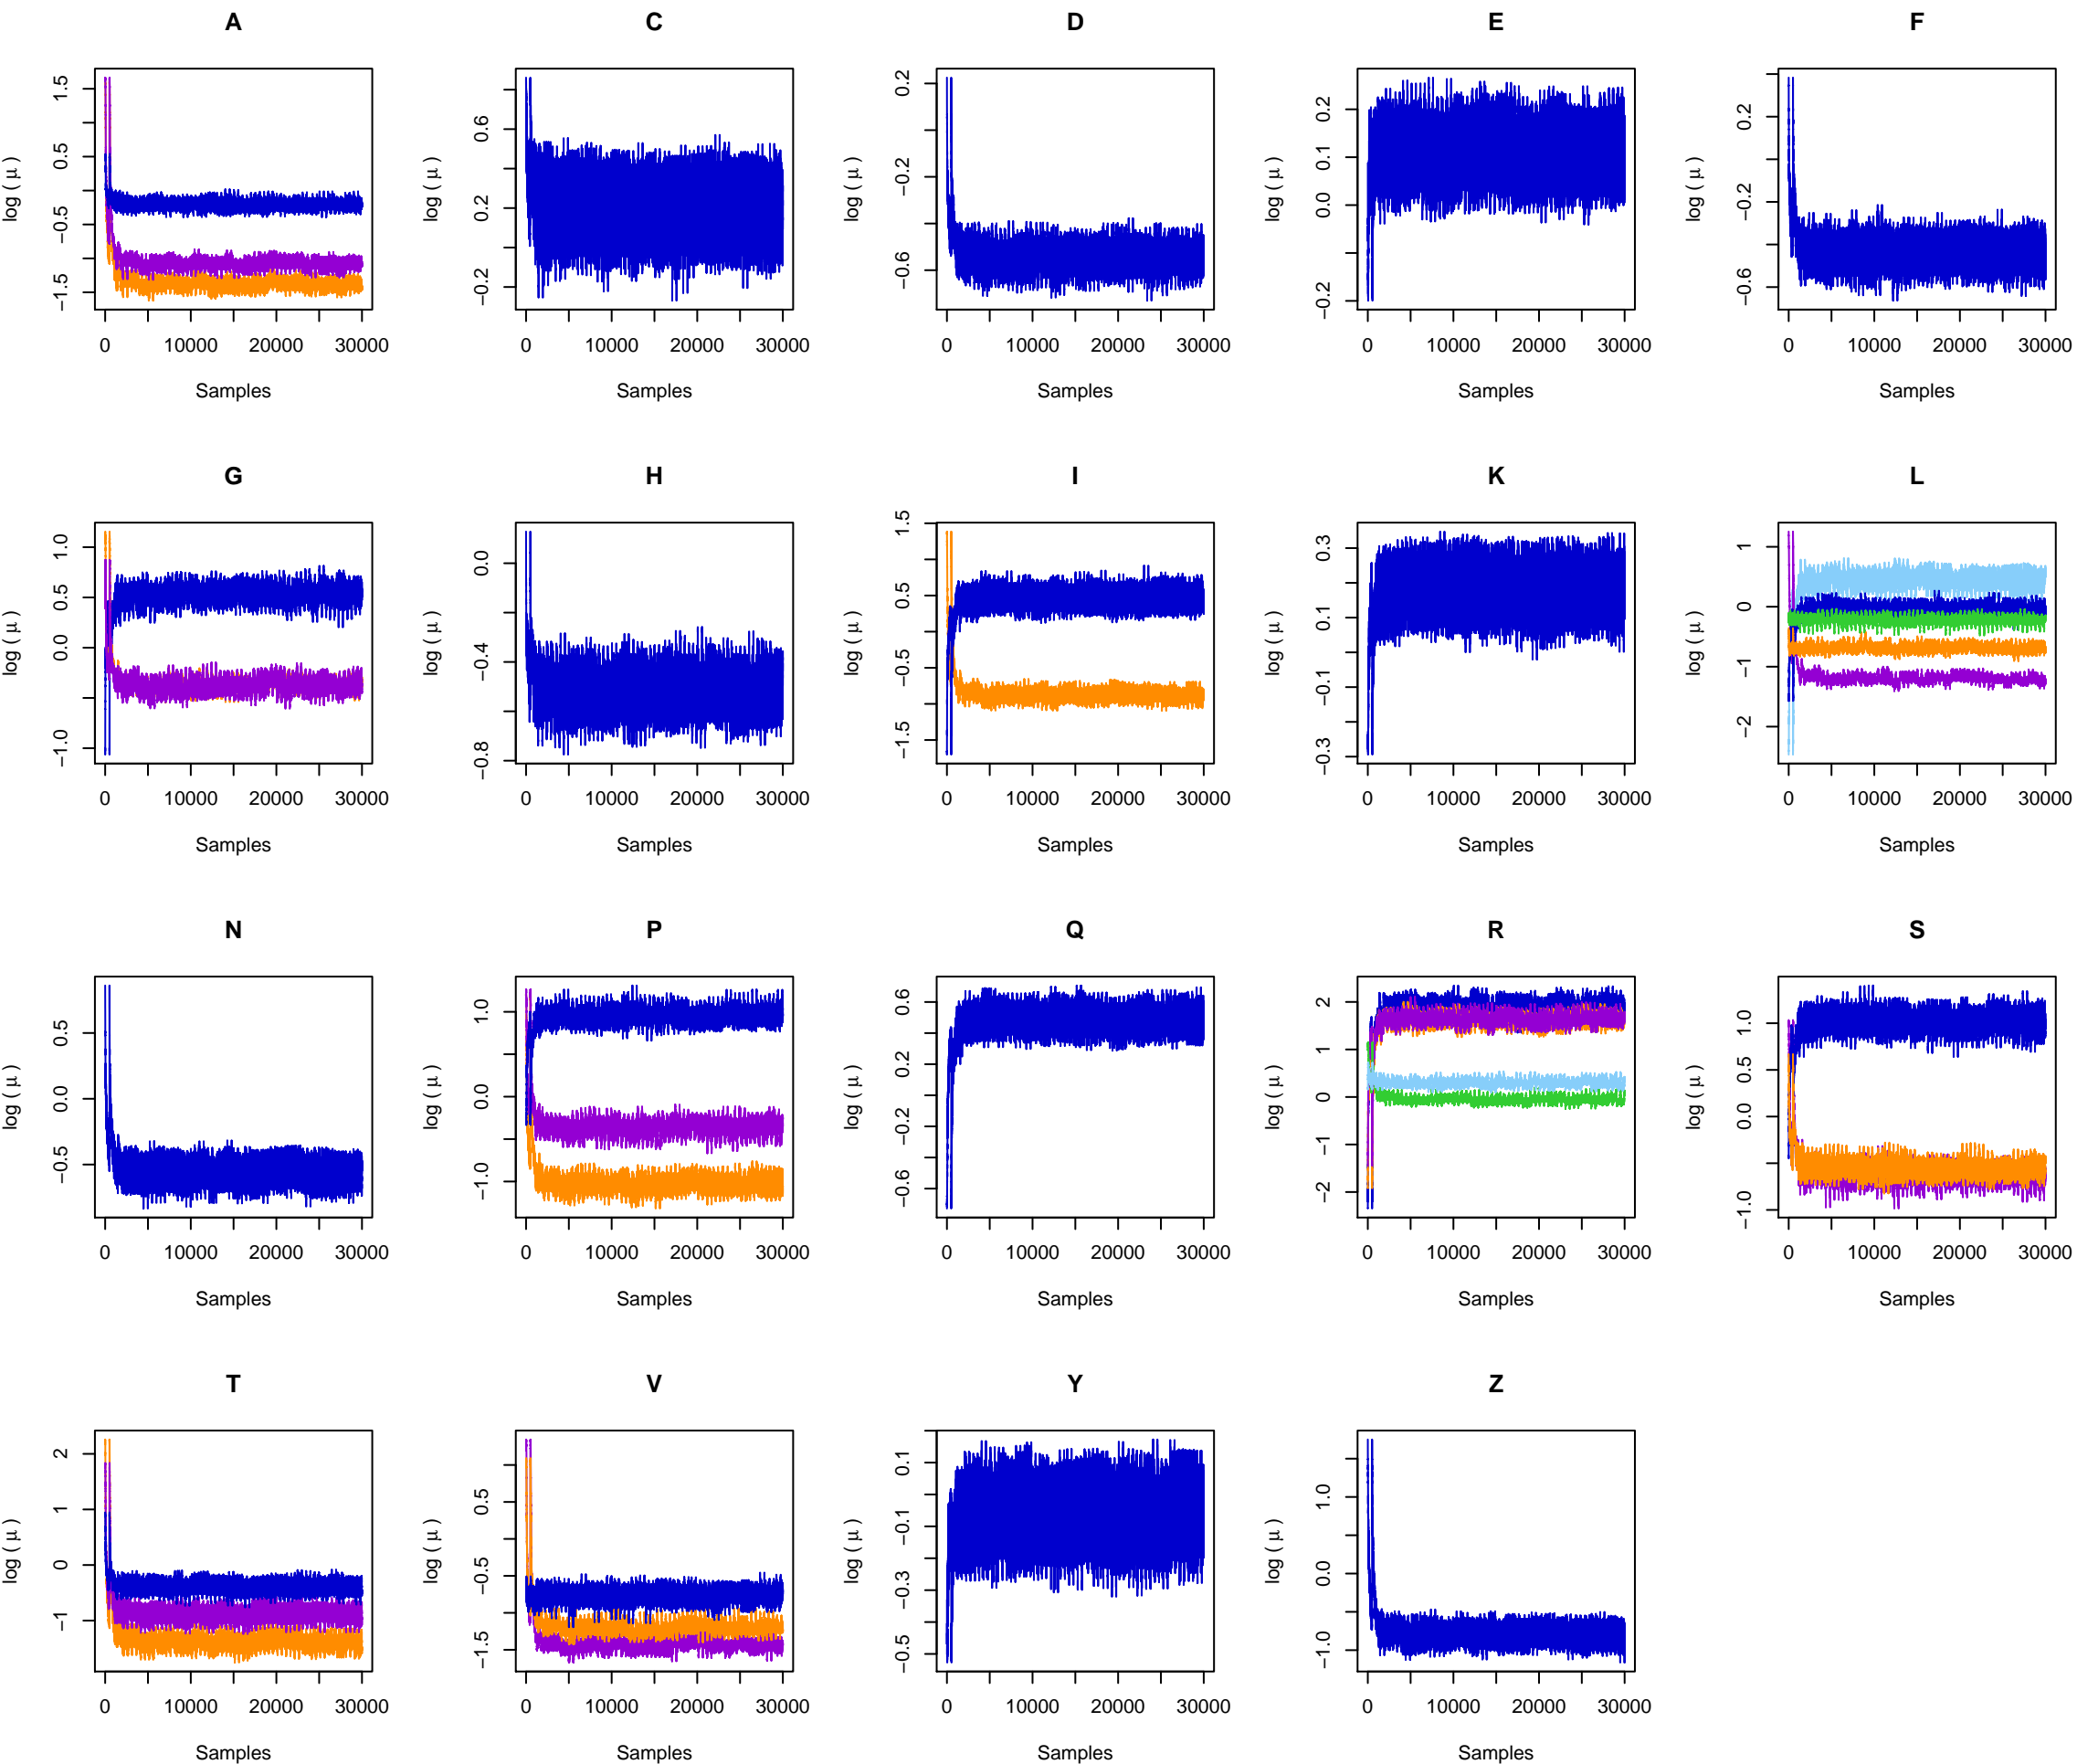 A
log ( μ )
1.5
0.5
−0.5
−1.5
0 10000 20000 30000
Samples
C
log ( μ )
0.6
0.2
−0.2
0 10000 20000 30000
Samples
D
log ( μ )
0.2
−0.2
−0.6
0 10000 20000 30000
Samples
E
log ( μ )
0.2
0.1
0.0
−0.2
0 10000 20000 30000
Samples
F
log ( μ )
0.2
−0.2
−0.6
0 10000 20000 30000
Samples
G
log ( μ )
1.0
0.5
0.0
−1.0
0 10000 20000 30000
Samples
H
log ( μ )
0.0
−0.4
−0.8
0 10000 20000 30000
Samples
I
log ( μ )
1.5
0.5
−0.5
−1.5
0 10000 20000 30000
Samples
K
log ( μ )
0.3
0.1
−0.1
−0.3
0 10000 20000 30000
Samples
L
log ( μ )
1
0
−1
−2
0 10000 20000 30000
Samples
N
log ( μ )
0.5
0.0
−0.5
0 10000 20000 30000
Samples
P
log ( μ )
1.0
0.0
−1.0
0 10000 20000 30000
Samples
Q
log ( μ )
0.6
0.2
−0.2
−0.6
0 10000 20000 30000
Samples
R
log ( μ )
2
1
0
−1
−2
0 10000 20000 30000
Samples
S
log ( μ )
1.0
0.5
0.0
−1.0
0 10000 20000 30000
Samples
T
log ( μ )
2
1
0
−1
0 10000 20000 30000
Samples
V
log ( μ )
0.5
−0.5
−1.5
0 10000 20000 30000
Samples
Y
log ( μ )
0.1
−0.1
−0.3
−0.5
0 10000 20000 30000
Samples
Z
log ( μ )
1.0
0.0
−1.0
0 10000 20000 30000
Samples